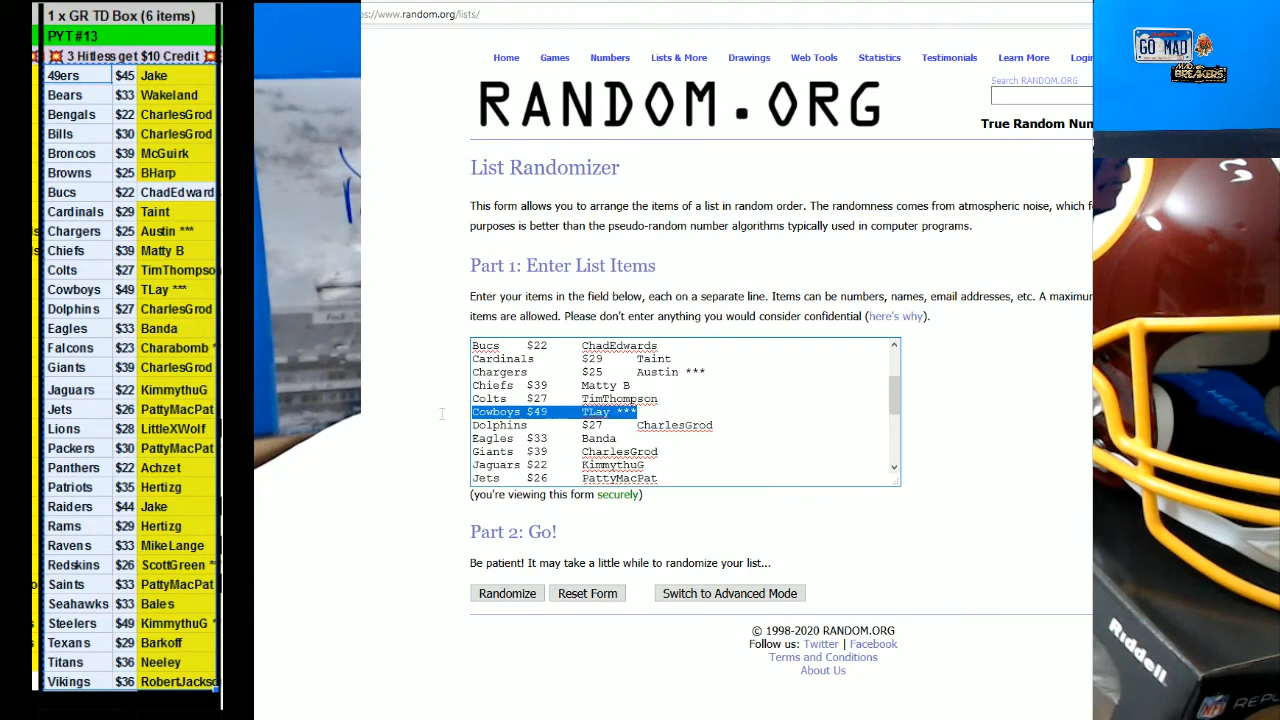 1 x GR TD Box (6 items)
PYT #13
💥 3 Hitless get $10 Credit 💥
49ers $45 Jake
Bears $33 Wakeland
Bengals $22 CharlesGrod
Bills $30 CharlesGrod
Broncos $39 McGuirk
Browns $25 BHarp
Bucs $22 ChadEdward
Cardinals $29 Taint
Chargers $25 Austin ***
Chiefs $39 Matty B
Colts $27 TimThompso
Cowboys $49 TLay ***
Dolphins $27 CharlesGrod
Eagles $33 Banda
Falcons $23 Charabomb *
Giants $39 CharlesGrod
Jaguars $22 KimmythuG
Jets $26 PattyMacPat
Lions $28 LittleXWolf
Packers $30 PattyMacPat
Panthers $22 Achzet
Patriots $35 Hertizg
Raiders $44 Jake
Rams $29 Hertizg
Ravens $33 MikeLange
Redskins $26 ScottGreen *
Saints $33 PattyMacPat
Seahawks $33 Bales
Steelers $49 KimmythuG *
Texans $29 Barkoff
Titans $36 Neeley
Vikings $36 RobertJackso
ps://www.random.org/lists/
Home Games Numbers Lists & More Drawings Web Tools Statistics Testimonials Learn More Login
Search RANDOM.ORG
RANDOM.ORG
True Random Num
List Randomizer
This form allows you to arrange the items of a list in random order. The randomness comes from atmospheric noise, which f
purposes is better than the pseudo-random number algorithms typically used in computer programs.
Part 1: Enter List Items
Enter your items in the field below, each on a separate line. Items can be numbers, names, email addresses, etc. A maximum
items are allowed. Please don't enter anything you would consider confidential (here's why).
Bucs $22 ChadEdwards
Cardinals $29 Taint
Chargers $25 Austin ***
Chiefs $39 Matty B
Colts $27 TimThompson
Cowboys $49 TLay ***
Dolphins $27 CharlesGrod
Eagles $33 Banda
Giants $39 CharlesGrod
Jaguars $22 KimmythuG
Jets $26 PattyMacPat
(you're viewing this form securely)
Part 2: Go!
Be patient! It may take a little while to randomize your list...
Randomize Reset Form Switch to Advanced Mode
© 1998-2020 RANDOM.ORG
Follow us: Twitter | Facebook
Terms and Conditions
About Us
GO MAD
MAD
BREAKERS
29
Riddell
NFL
REPL